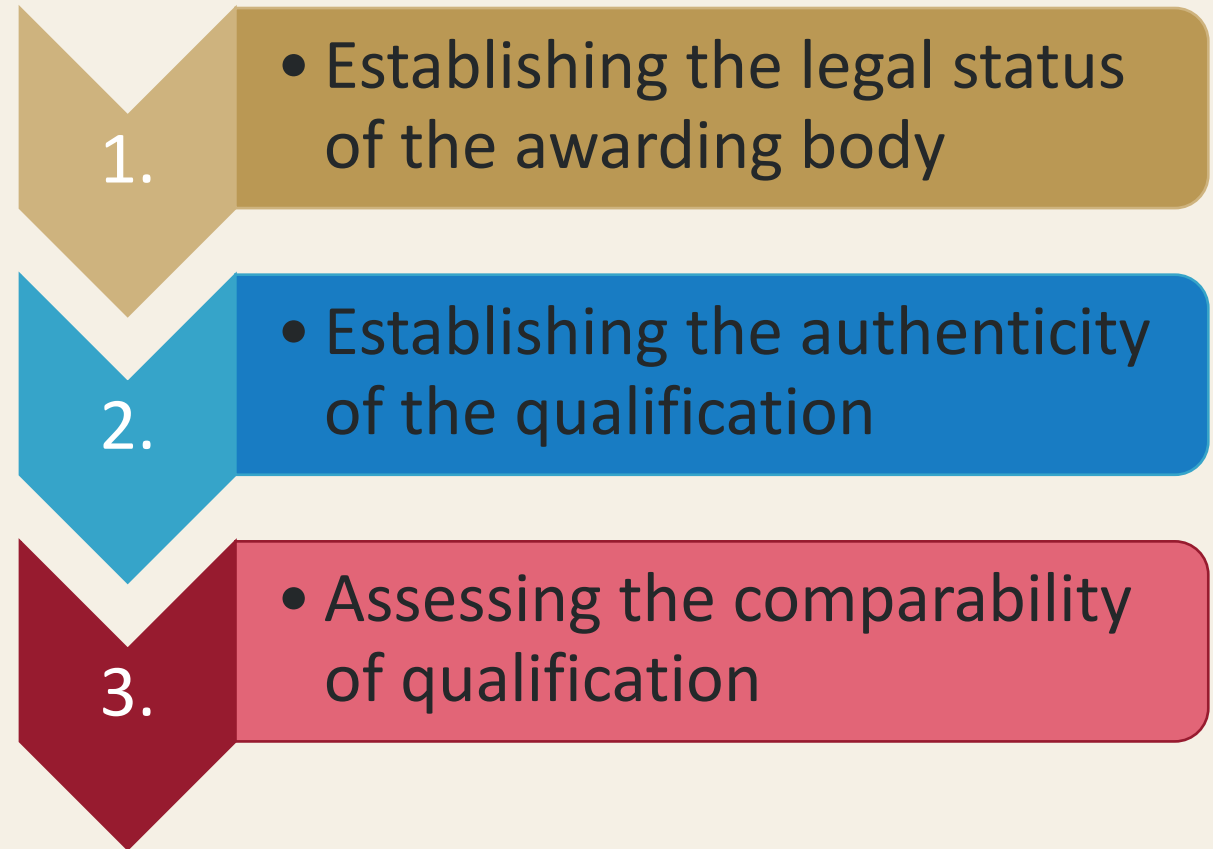 1.
• Establishing the legal status
of the awarding body
2.
• Establishing the authenticity
of the qualification
3.
• Assessing the comparability
of qualification